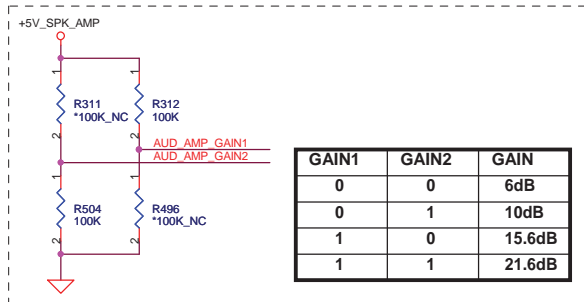 +5V_SPK_AMP
1
1
R311
*100K_NC
R312
100K
2
2
AUD_AMP_GAIN1
AUD_AMP_GAIN2
1
1
R504
100K
R496
*100K_NC
2
2
GAIN1 GAIN2 GAIN
0 0 6dB
0 1 10dB
1 0 15.6dB
1 1 21.6dB